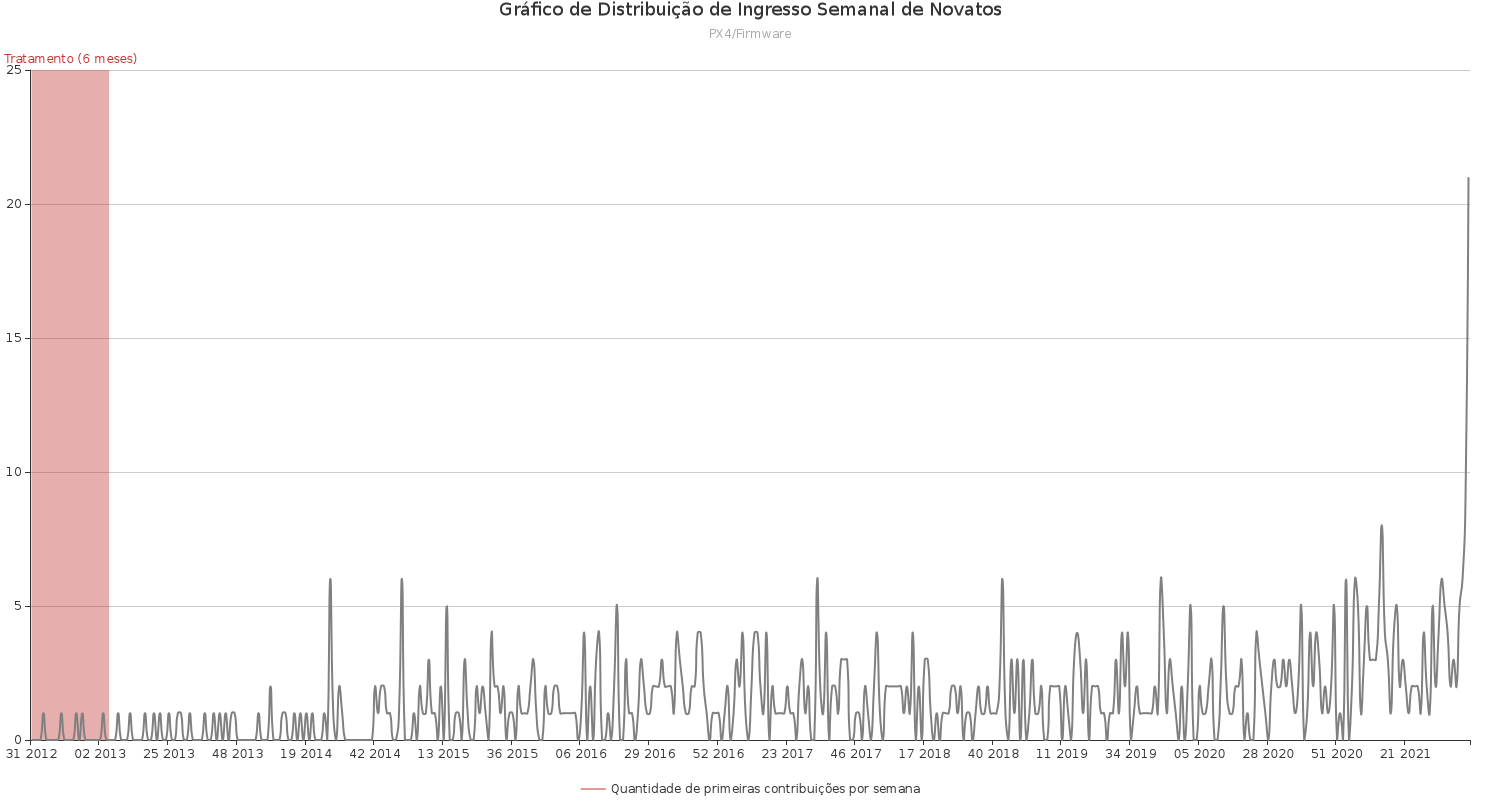 Gráfico de Distribuição de Ingresso Semanal de Novatos
PX4/Firmware
Tratamento (6 meses)
25
20
15
10
5
0
31 2012 02 2013 25 2013 48 2013 19 2014 42 2014 13 2015 36 2015 06 2016 29 2016 52 2016 23 2017 46 2017 17 2018 40 2018 11 2019 34 2019 05 2020 28 2020 51 2020 21 2021
Quantidade de primeiras contribuições por semana